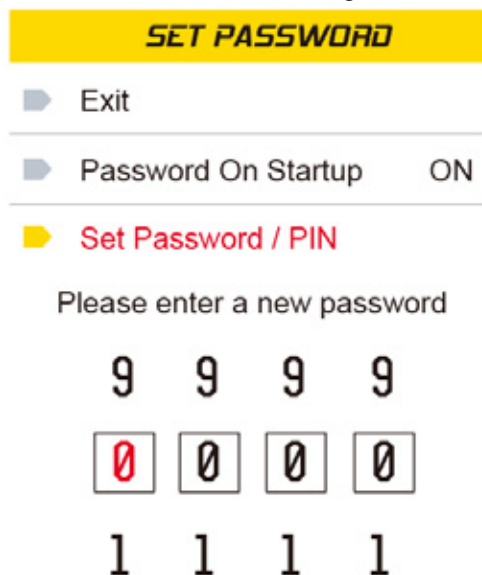 SET PASSWORD
Exit
Password On Startup ON
Set Password / PIN
Please enter a new password
9 9 9 9
0 0 0 0
1 1 1 1